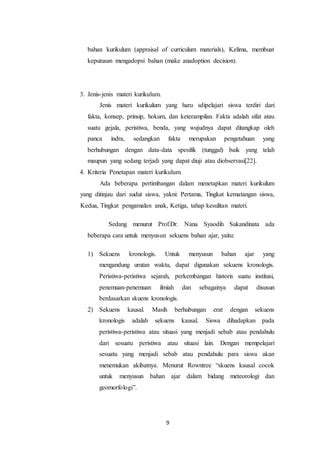 bahan kurikulum (appraisal of curriculum materials), Kelima, membuat
keputusan mengadopsi bahan (make anadoption decision).
3. Jenis-jenis materi kurikulum.
Jenis materi kurikulum yang haru sdipelajari siswa terdiri dari
fakta, konsep, prinsip, hokum, dan keterampilan. Fakta adalah sifat atau
suatu gejala, peristiwa, benda, yang wujudnya dapat ditangkap oleh
panca indra, sedangkan fakta merupakan pengetahuan yang
berhubungan dengan data-data spesifik (tunggal) baik yang telah
maupun yang sedang terjadi yang dapat diuji atau diobservasi[22].
4. Kriteria Penetapan materi kurikulum.
Ada beberapa pertimbangan dalam menetapkan materi kurikulum
yang ditinjau dari sudut siswa, yakni: Pertama, Tingkat kematangan siswa,
Kedua, Tingkat pengamalan anak, Ketiga, tahap kesulitan materi.
Sedang menurut Prof.Dr. Nana Syaodih Sukandinata ada
beberapa cara untuk menyusun sekuens bahan ajar, yaitu:
1) Sekuens kronologis. Untuk menyusun bahan ajar yang
mengandung urutan waktu, dapat digunakan sekuens kronologis.
Peristiwa-peristiwa sejarah, perkembangan historis suatu institusi,
penemuan-penemuan ilmiah dan sebagainya dapat disusun
berdasarkan skuens kronologis.
2) Sekuens kausal. Masih berhubungan erat dengan sekuens
kronologis adalah sekuens kausal. Siswa dihadapkan pada
peristiwa-peristiwa atau situasi yang menjadi sebab atau pendahulu
dari sesuatu peristiwa atau situasi lain. Dengan mempelajari
sesuatu yang menjadi sebab atau pendahulu para siswa akan
menemukan akibatnya. Menurut Rowntree “skuens kausal cocok
untuk menyusun bahan ajar dalam bidang meteorologi dan
geomorfologi”.
9